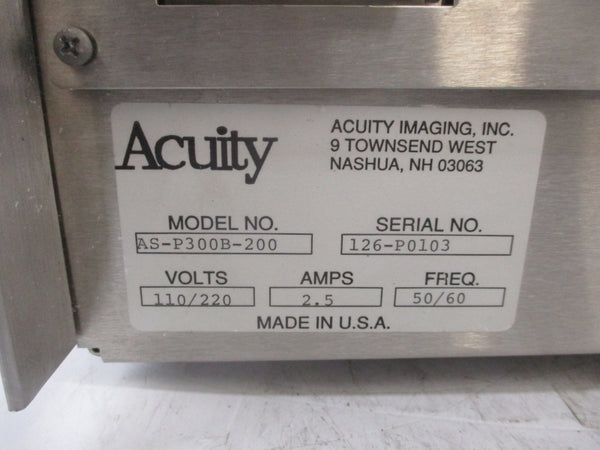 Acuity
ACUITY IMAGING, INC.
9 TOWNSEND WEST
NASHUA, NH 03063
MODEL NO.
AS-P300B-200
SERIAL NO.
126-P0103
VOLTS
110/220
AMPS
2.5
FREQ.
50/60
MADE IN U.S.A.